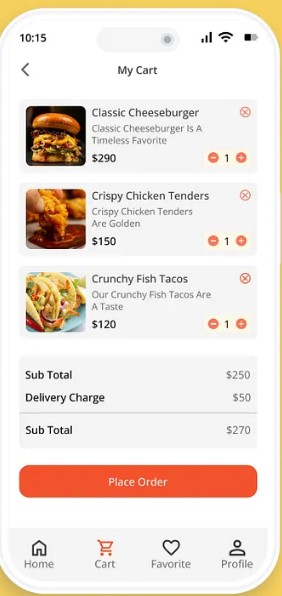 10:15
My Cart
Classic Cheeseburger
Classic Cheeseburger Is A
Timeless Favorite
$290
1
Crispy Chicken Tenders
Crispy Chicken Tenders
Are Golden
$150
1
Crunchy Fish Tacos
Our Crunchy Fish Tacos Are
A Taste
$120
1
Sub Total $250
Delivery Charge $50
Sub Total $270
Place Order
Home Cart Favorite Profile